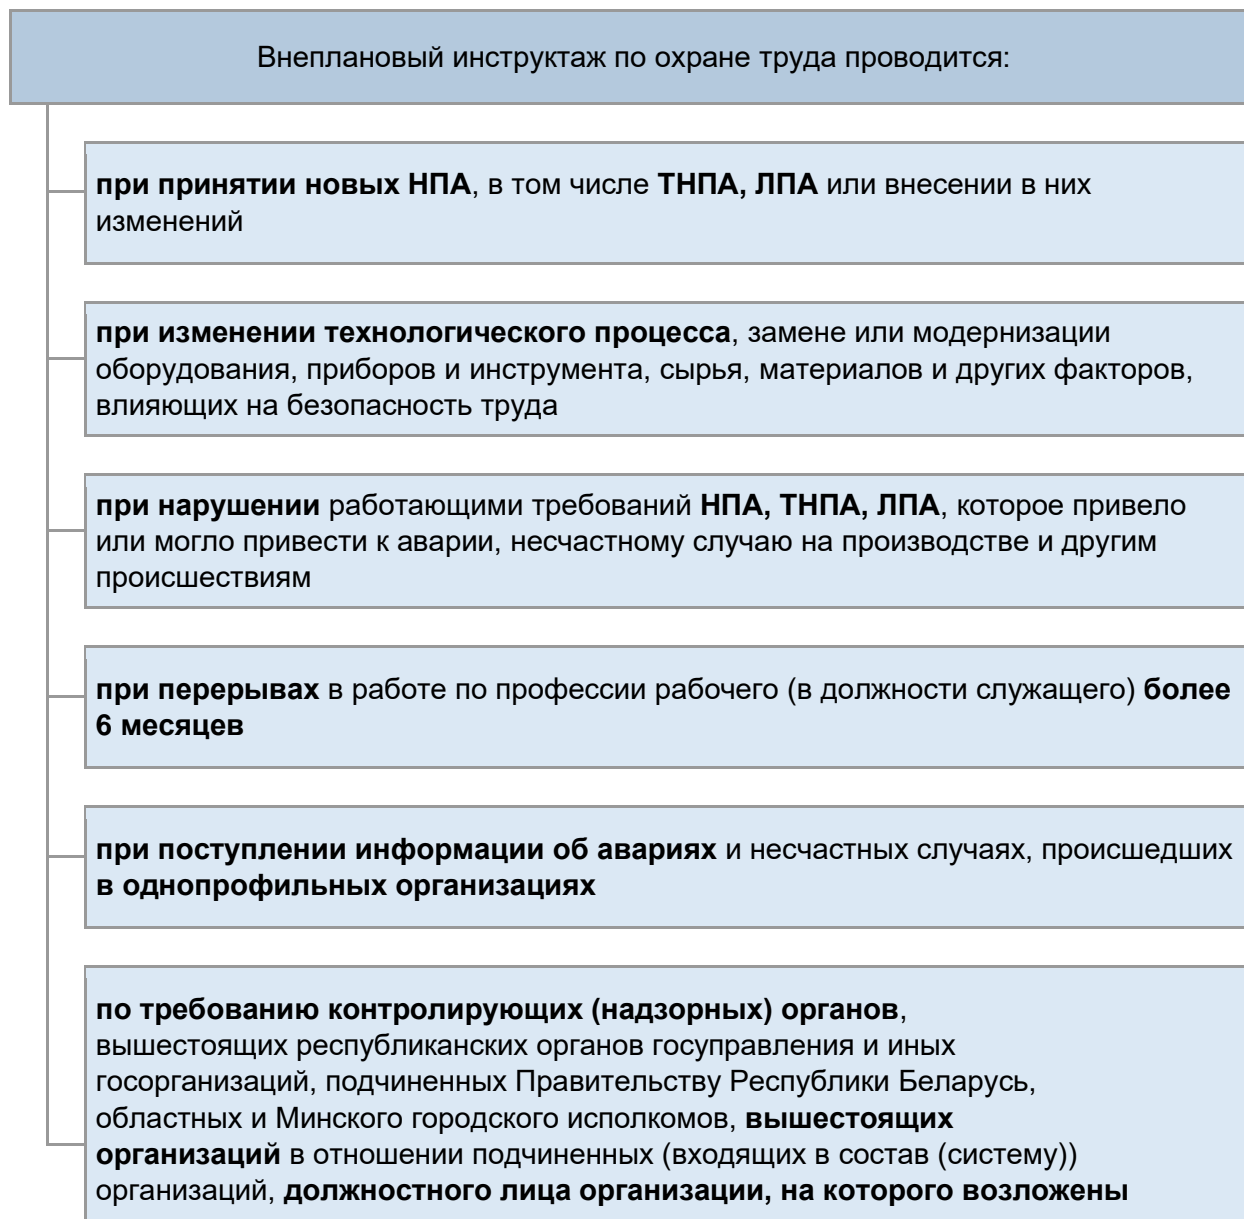 Внеплановый инструктаж по охране труда проводится:
при принятии новых НПА, в том числе ТНПА, ЛПА или внесении в них
изменений
при изменении технологического процесса, замене или модернизации
оборудования, приборов и инструмента, сырья, материалов и других факторов,
влияющих на безопасность труда
при нарушении работающими требований НПА, ТНПА, ЛПА, которое привело
или могло привести к аварии, несчастному случаю на производстве и другим
происшествиям
при перерывах в работе по профессии рабочего (в должности служащего) более
6 месяцев
при поступлении информации об авариях и несчастных случаях, происшедших
в однопрофильных организациях
по требованию контролирующих (надзорных) органов,
вышестоящих республиканских органов госуправления и иных
госорганизаций, подчиненных Правительству Республики Беларусь,
областных и Минского городского исполкомов, вышестоящих
организаций в отношении подчиненных (входящих в состав (систему))
организаций, должностного лица организации, на которого возложены